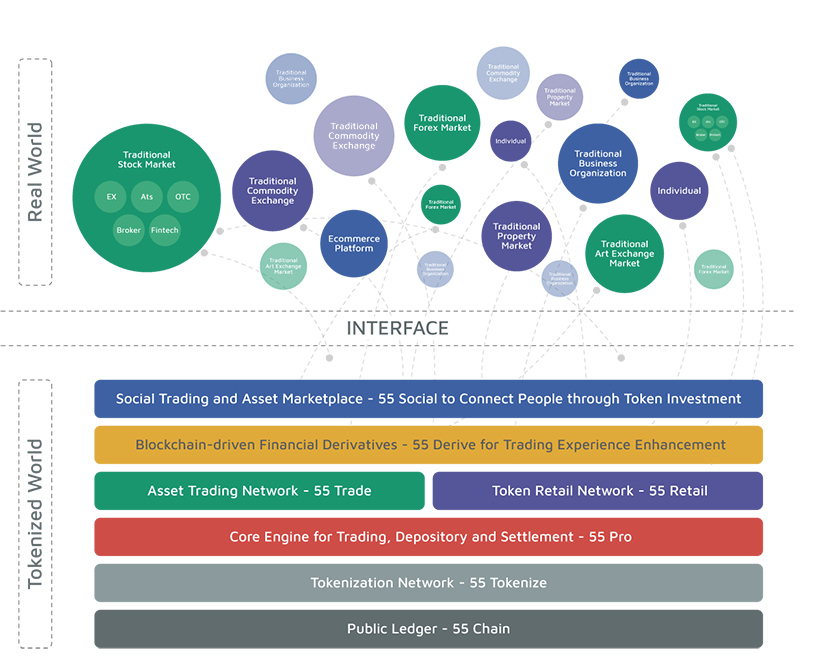 Real World
Traditional
Business
Organization
Traditional
Commodity
Exchange
Traditional
Business
Organization
Traditional
Property
Market
Traditional
Stock Market
EX
Ats
OTC
Broker
Fintech
Traditional
Forex Market
Traditional
Commodity
Exchange
Individual
Traditional
Business
Organization
Traditional
Stock Market
EX
Ats
OTC
Broker
Fintech
Traditional
Commodity
Exchange
Individual
Traditional
Forex Market
Traditional
Property
Market
Ecommerce
Platform
Traditional
Art Exchange
Market
Traditional
Art Exchange
Market
Traditional
Business
Organization
Traditional
Business
Organization
Traditional
Forex Market
INTERFACE
Tokenized World
Social Trading and Asset Marketplace - 55 Social to Connect People through Token Investment
Blockchain-driven Financial Derivatives - 55 Derive for Trading Experience Enhancement
Asset Trading Network - 55 Trade
Token Retail Network - 55 Retail
Core Engine for Trading, Depository and Settlement - 55 Pro
Tokenization Network - 55 Tokenize
Public Ledger - 55 Chain